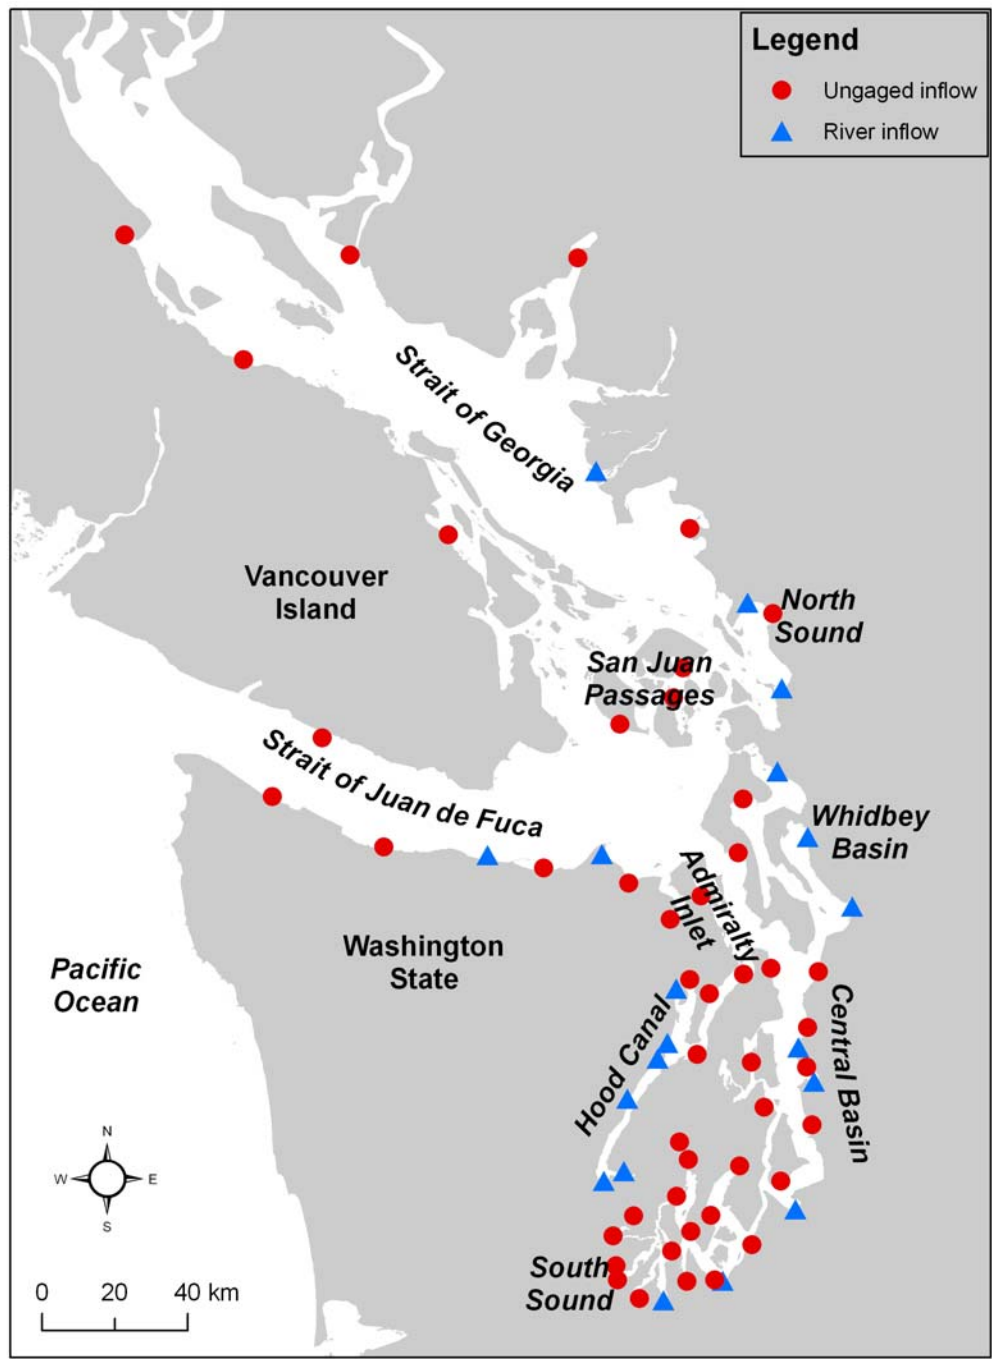 Legend
Ungaged inflow
River inflow
Strait of Georgia
Vancouver
Island
North
Sound
San Juan
Passages
Strait of Juan de Fuca
Whidbey
Basin
Admiralty
Inlet
Washington
State
Pacific
Ocean
Hood Canal
Central Basin
N
W
E
S
South
Sound
0 20 40 km